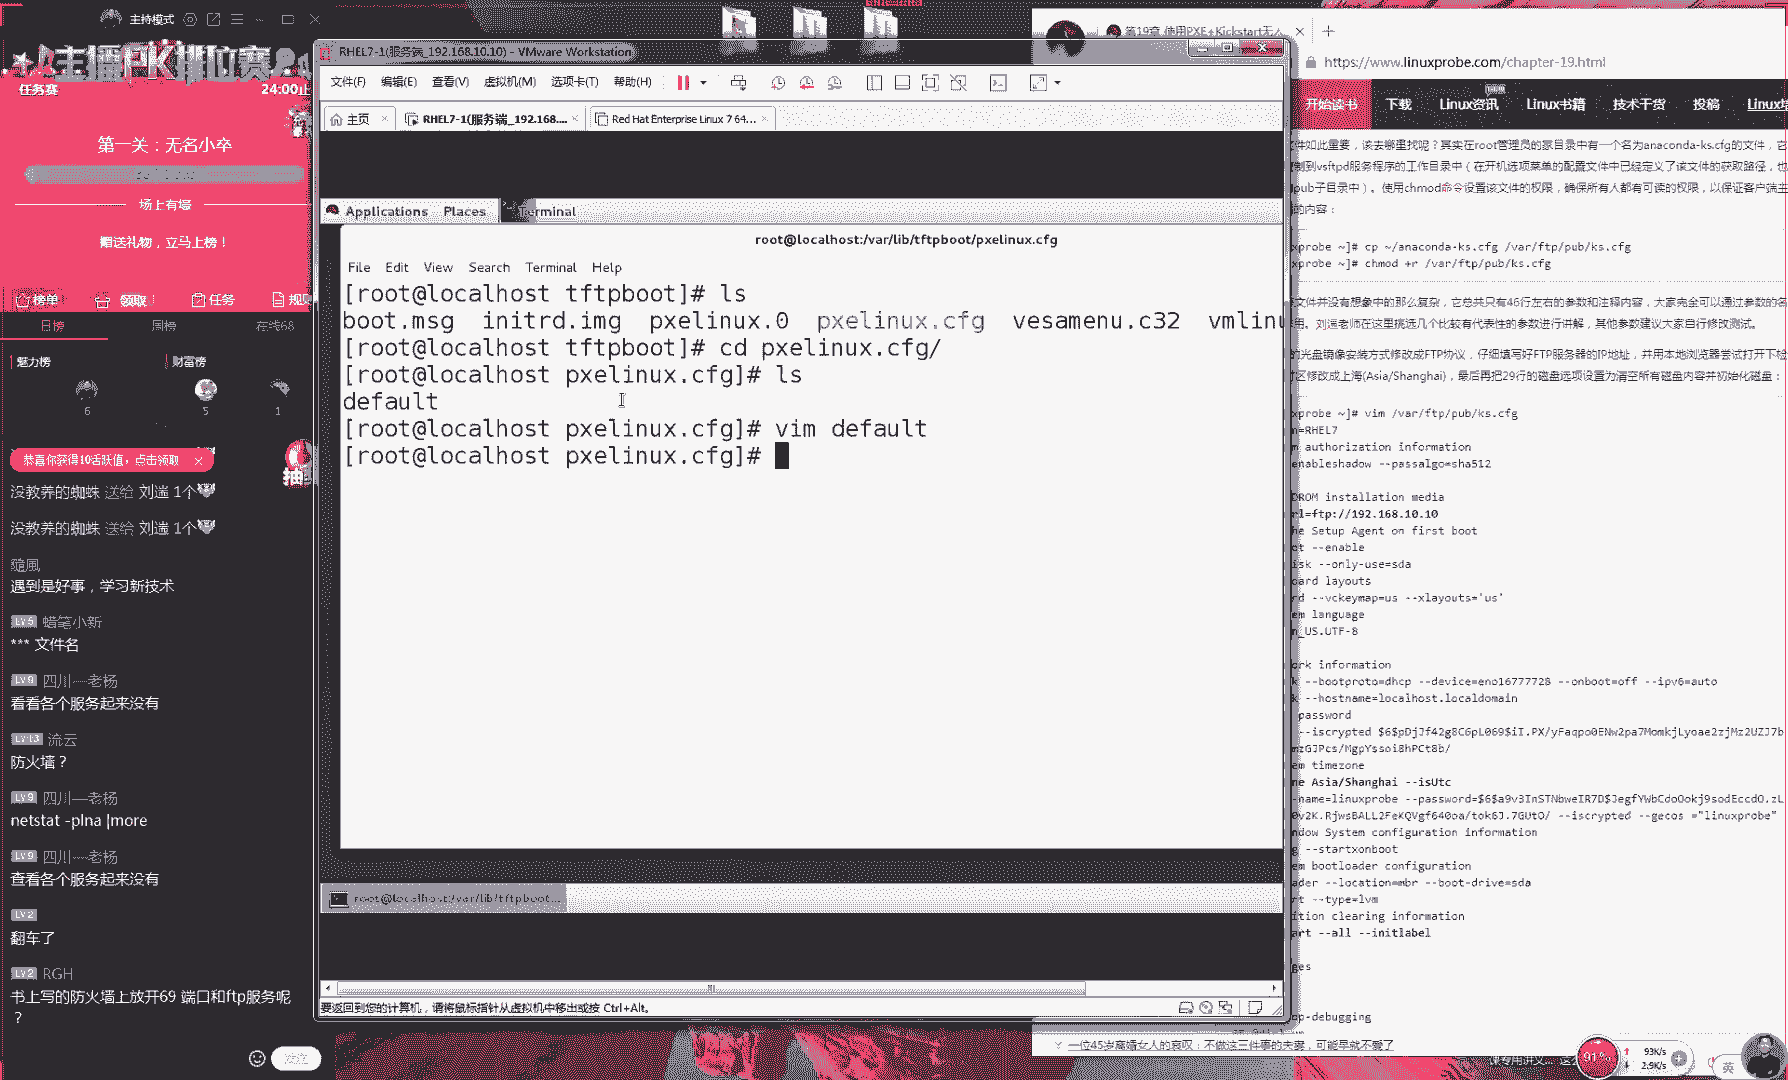 主持模式
主播PK排位赛
任务赛
24:00止
第一关：无名小卒
场上有壕
赠送礼物，立马上榜！
榜单
领取
任务
日榜
周榜
在线68
魅力榜
财富榜
6
5
1
恭喜你获得10活跃值，点击领取
没教养的蜘蛛 送给 刘遄 1个
没教养的蜘蛛 送给 刘遄 1个
遇到是好事，学习新技术
LV5 蜡笔小新
*** 文件名
LV9 四川—老杨
看看各个服务起来没有
LV13 流云
防火墙？
LV9 四川—老杨
netstat -plna |more
LV9 四川—老杨
查看各个服务起来没有
LV2
翻车了
LV2 RGH
书上写的防火墙上放开69 端口和ftp服务呢
？
RHEL7-1(服务端_192.168.10.10) - VMware Workstation
文件(F) 编辑(E) 查看(V) 虚拟机(M) 选项卡(T) 帮助(H)
主页
RHEL7-1(服务端_192.168....
Red Hat Enterprise Linux 7 64...
Applications Places Terminal
root@localhost:/var/lib/tftpboot/pxelinux.cfg
File Edit View Search Terminal Help
[root@localhost tftpboot]# ls
boot.msg initrd.img pxelinux.0 pxelinux.cfg vesamenu.c32 vmlinu
[root@localhost tftpboot]# cd pxelinux.cfg/
[root@localhost pxelinux.cfg]# ls
default
[root@localhost pxelinux.cfg]# vim default
[root@localhost pxelinux.cfg]#
root@localhost:/var/lib/tftpboot...
要返回到您的计算机，请将鼠标指针从虚拟机中移出或按 Ctrl+Alt。
第19章 使用PXE+Kickstart无人
https://www.linuxprobe.com/chapter-19.html
开始读书 下载 Linux资讯 Linux书籍 技术干货 投稿
件如此重要，该去哪里找呢？其实在root管理员的家目录中有一个名为anaconda-ks.cfg的文件，它
制到vsftpd服务程序的工作目录中（在开机选项菜单的配置文件中已经定义了该文件的获取路径，也
pub子目录中）。使用chmod命令设置该文件的权限，确保所有人都有可读的权限，以保证客户端主
的内容：
xprobe ~]# cp ~/anaconda-ks.cfg /var/ftp/pub/ks.cfg
xprobe ~]# chmod +r /var/ftp/pub/ks.cfg
文件并没有想象中的那么复杂，它总共只有46行左右的参数和注释内容，大家完全可以通过参数的名
用。刘遄老师在这里挑选几个比较有代表性的参数进行讲解，其他参数建议大家自行修改测试。
的光盘镜像安装方式修改成FTP协议，仔细填写好FTP服务器的IP地址，并用本地浏览器尝试打开下检
区修改成上海(Asia/Shanghai)，最后再把29行的磁盘选项设置为清空所有磁盘内容并初始化磁盘：
xprobe ~]# vim /var/ftp/pub/ks.cfg
n=RHEL7
m authorization information
enableshadow --passalgo=sha512
DROM installation media
rl=ftp://192.168.10.10
he Setup Agent on first boot
ot --enable
isk --only-use=sda
oard layouts
rd --vckeymap=us --xlayouts='us'
em language
n_US.UTF-8
ork information
k --bootproto=dhcp --device=eno16777728 --onboot=off --ipv6=auto
k --hostname=localhost.localdomain
password
em timezone
ne Asia/Shanghai --isUtc
ndow System configuration information
g --startxonboot
em bootloader configuration
ader --location=mbr --boot-drive=sda
rt --type=lvm
ition clearing information
art --all --initlabel
ges
op-debugging
一位45岁离婚女人的哀叹：不做这三件事的夫妻，可能早就不爱了
91%
93K/s
2.9K/s
英